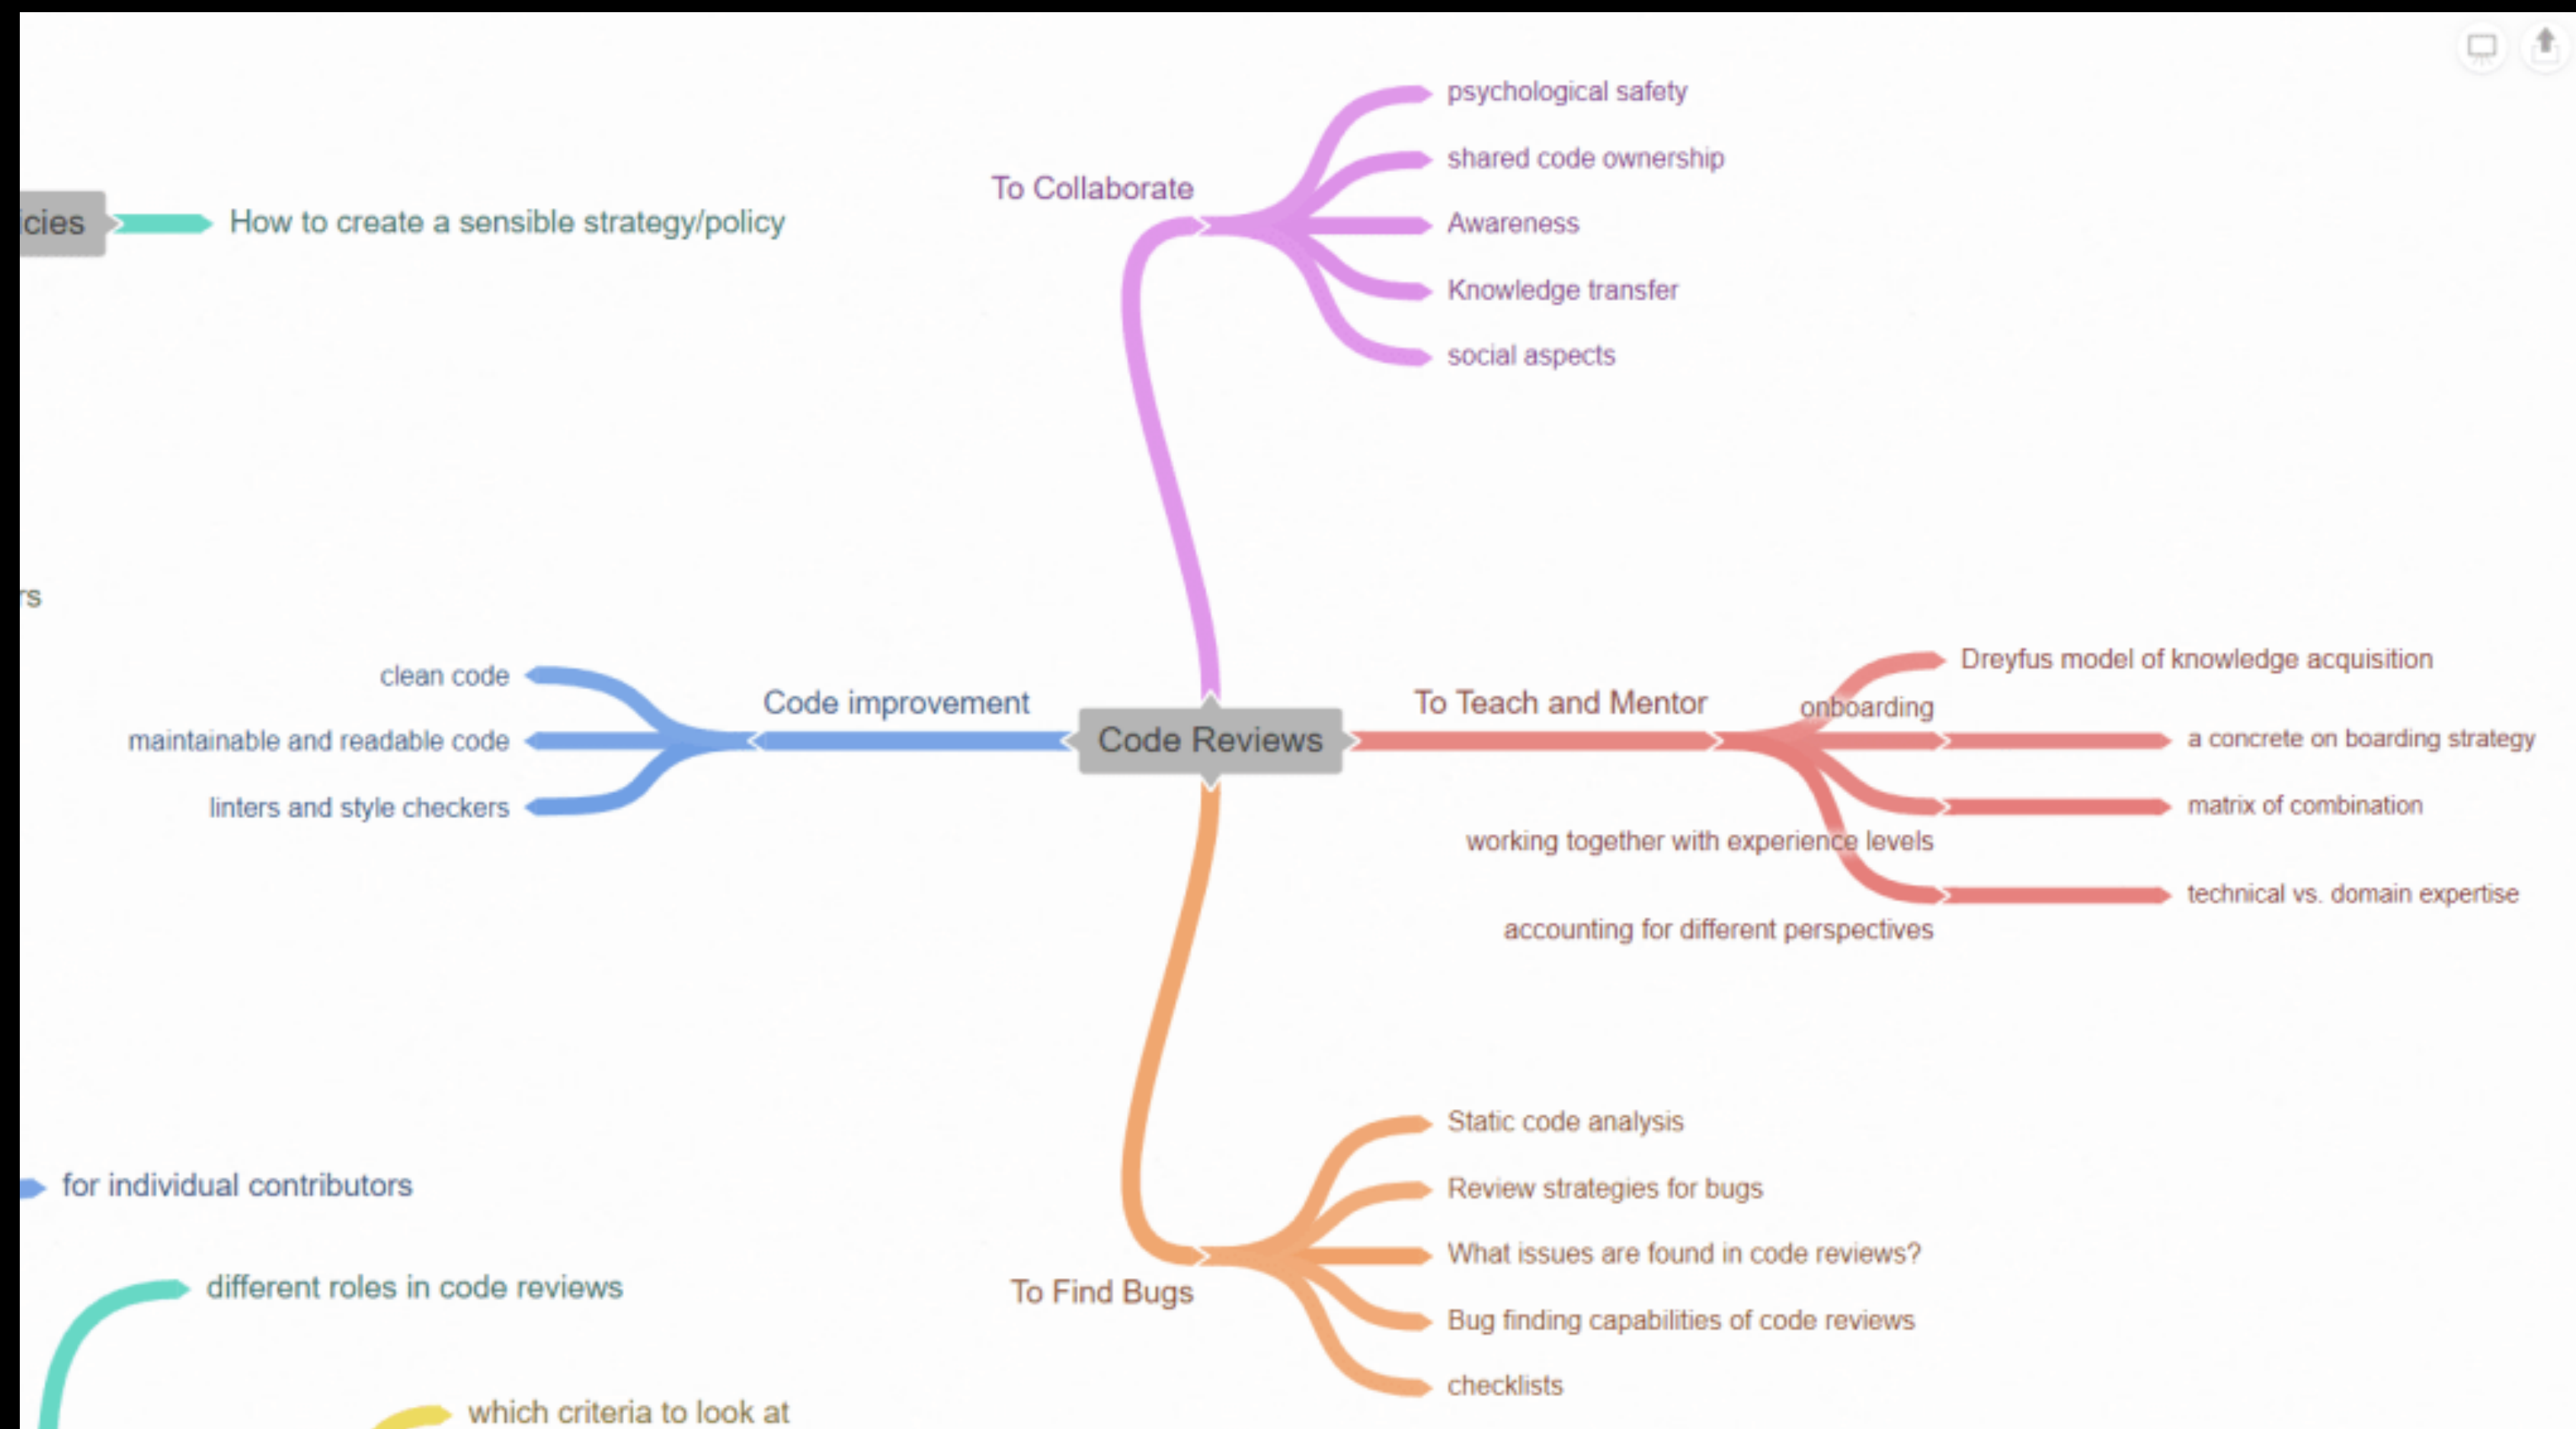 psychological safety
shared code ownership
To Collaborate
Awareness
Knowledge transfer
social aspects
How to create a sensible strategy/policy
clean code
Code improvement
maintainable and readable code
linters and style checkers
Code Reviews
To Teach and Mentor
Dreyfus model of knowledge acquisition
onboarding
a concrete on boarding strategy
matrix of combination
working together with experience levels
technical vs. domain expertise
accounting for different perspectives
Static code analysis
Review strategies for bugs
What issues are found in code reviews?
To Find Bugs
Bug finding capabilities of code reviews
checklists
for individual contributors
different roles in code reviews
which criteria to look at